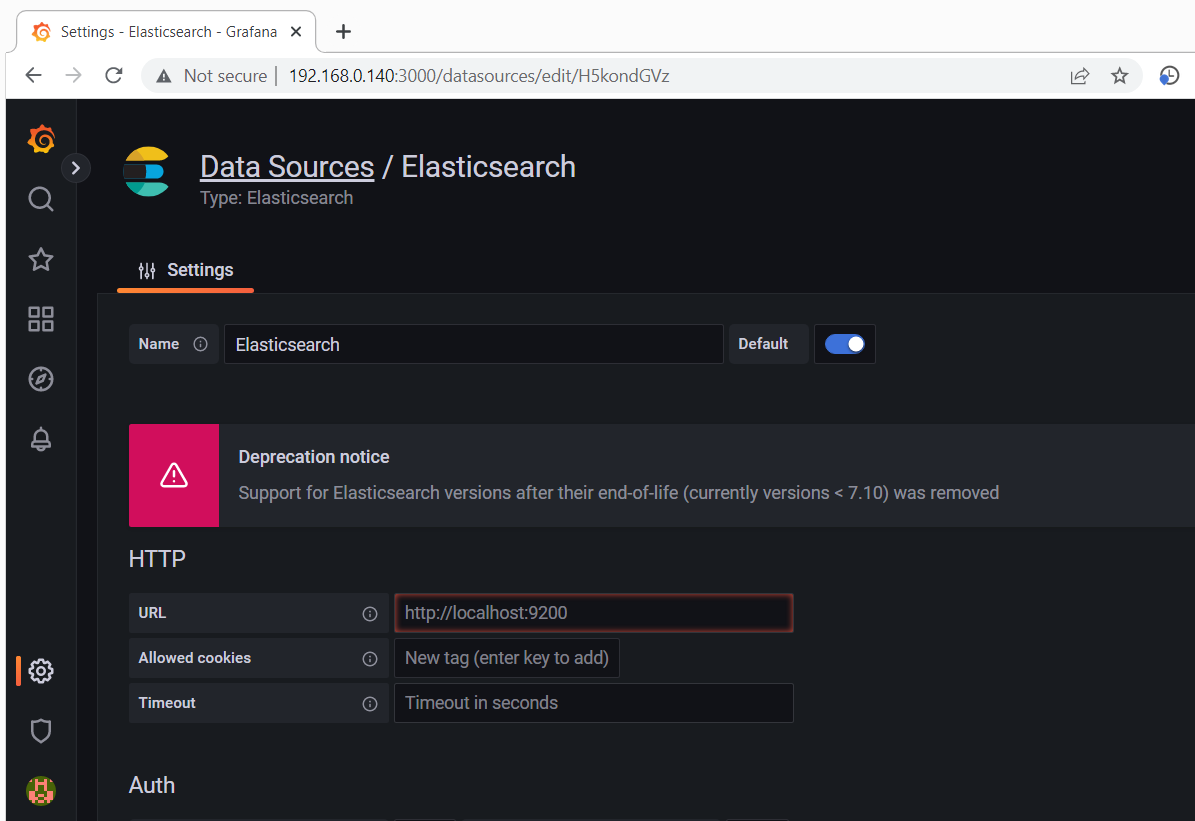 Settings - Elasticsearch - Grafana
Not secure | 192.168.0.140:3000/datasources/edit/H5kondGVz
Data Sources / Elasticsearch
Type: Elasticsearch
Settings
Name Elasticsearch Default
Deprecation notice
Support for Elasticsearch versions after their end-of-life (currently versions < 7.10) was removed
HTTP
URL http://localhost:9200
Allowed cookies New tag (enter key to add)
Timeout Timeout in seconds
Auth